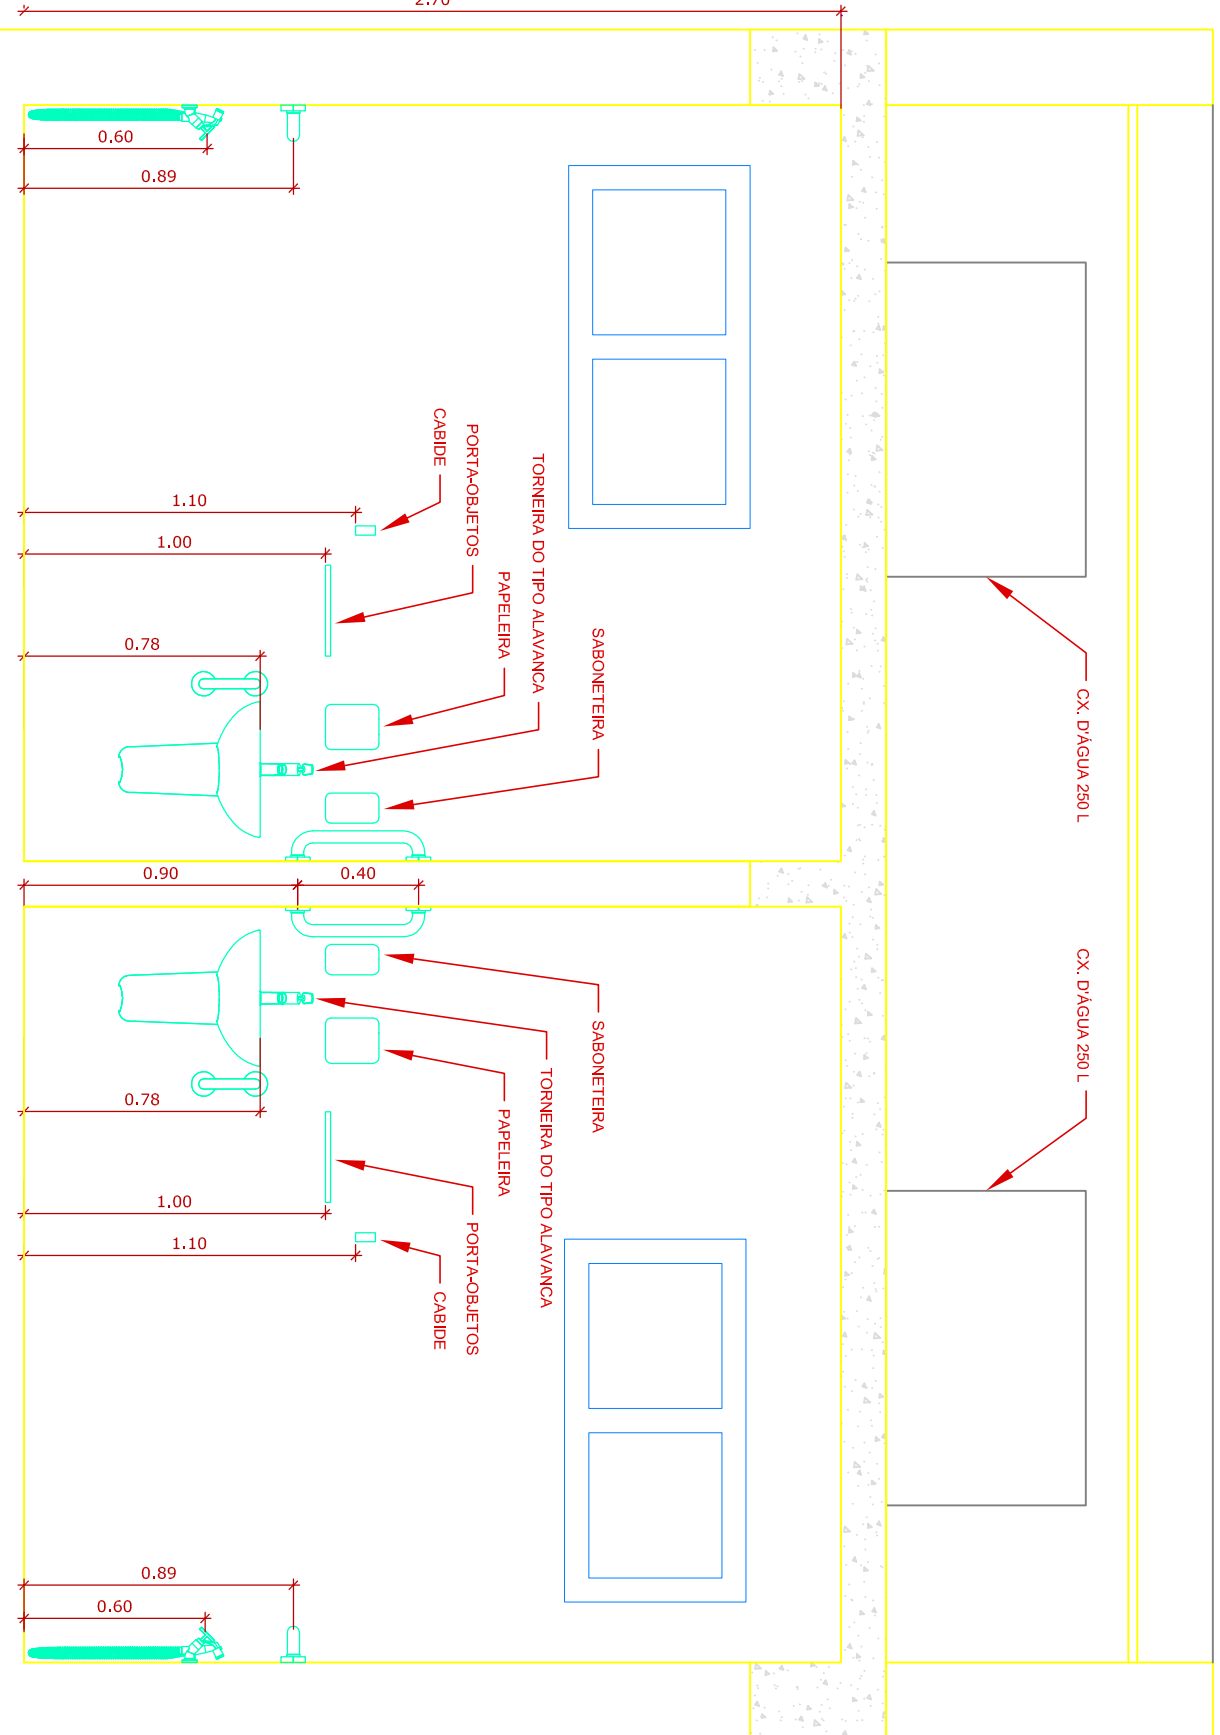 2.70
0.60
0.89
CABIDE
PORTA-OBJETOS
TORNEIRA DO TIPO ALAVANCA
PAPELEIRA
SABONETEIRA
CX. D'ÁGUA 250 L
1.10
1.00
0.78
0.90
0.40
SABONETEIRA
TORNEIRA DO TIPO ALAVANCA
PAPELEIRA
PORTA-OBJETOS
CABIDE
CX. D'ÁGUA 250 L
0.78
1.00
1.10
0.89
0.60